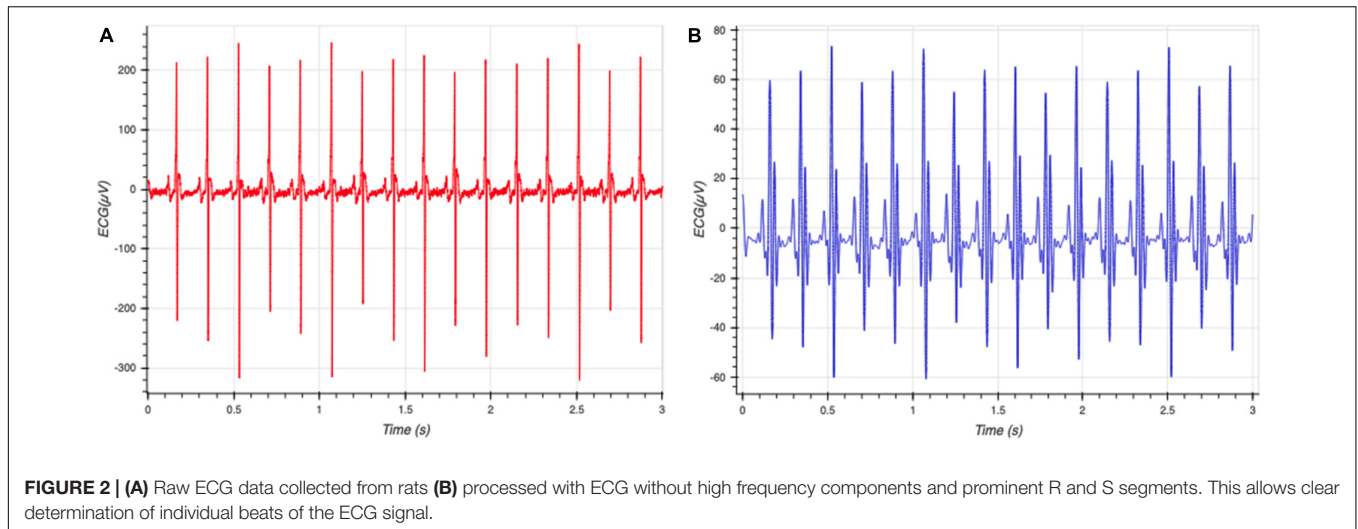 A
B
200
100
0
-100
-200
-300
ECG(μV)
0 0.5 1 1.5 2 2.5 3
Time (s)
80
60
40
20
0
-20
-40
-60
ECG(μV)
0 0.5 1 1.5 2 2.5 3
Time (s)
FIGURE 2 | (A) Raw ECG data collected from rats (B) processed with ECG without high frequency components and prominent R and S segments. This allows clear
determination of individual beats of the ECG signal.